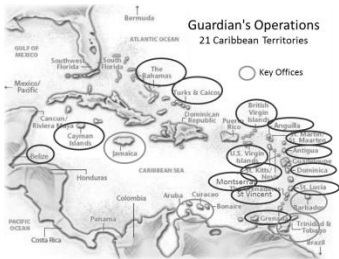 Guardian's Operations
21 Caribbean Territories
Key Offices
Bermuda
ATLANTIC OCEAN
GULF OF
MEXICO
Southwest
Florida
South
Florida
The
Bahamas
Turks & Caicos
Mexico/
Pacific
Cancun/
Riviera Maya
Cayman
Islands
Jamaica
Dominican
Republic
Puerto
Rico
British
Virgin
Islands
Anguilla
St. Martin/
St. Maarten
Antigua
U.S. Virgin
Islands
St. Kitts/
Dominica
Montserrat
St. Lucia
St Vincent
Barbados
Grenada
Trinidad &
Tobago
Belize
Honduras
CARIBBEAN SEA
Aruba
Curacao
Bonaire
Colombia
Panama
PACIFIC
OCEAN
Costa Rica
Brazil